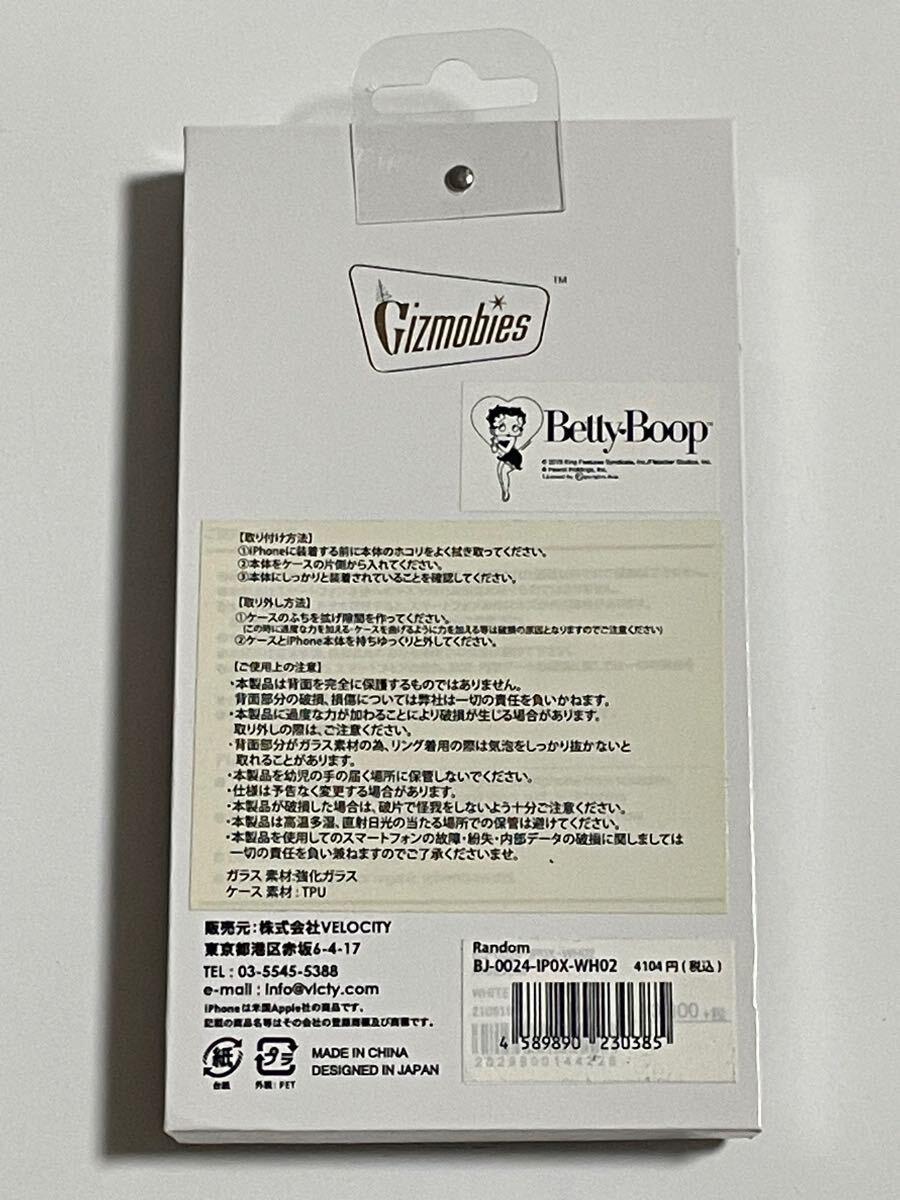 Gizmobies
TM
Betty-Boop™
© 2015 King Features Syndicate, Inc./Fleischer Studios, Inc.
Licensed by
【取り付け方法】
①iPhoneに装着する前に本体のホコリをよく拭き取ってください。
②本体をケースの片側から入れてください。
③本体にしっかりと装着されていることを確認してください。
【取り外し方法】
①ケースのふちを拡げ隙間を作ってください。
(この時に過度な力を加える・ケースを曲げるように力を加える等は破損の原因となりますのでご注意ください)
②ケースとiPhone本体を持ちゆっくりと外してください。
【ご使用上の注意】
・本製品は背面を完全に保護するものではありません。
背面部分の破損、損傷については弊社は一切の責任を負いかねます。
・本製品に過度な力が加わることにより破損が生じる場合があります。
取り外しの際は、ご注意ください。
・背面部分がガラス素材の為、リング着用の際は気泡をしっかり抜かないと
取れることがあります。
・本製品を幼児の手の届く場所に保管しないでください。
・仕様は予告なく変更する場合があります。
・本製品が破損した場合は、破片で怪我をしないよう十分ご注意ください。
・本製品は高温多湿、直射日光の当たる場所での保管は避けてください。
・本製品を使用してのスマートフォンの故障・紛失・内部データの破損に関しましては
一切の責任を負い兼ねますのでご了承くださいませ。
ガラス 素材:強化ガラス
ケース 素材:TPU
販売元:株式会社VELOCITY
東京都港区赤坂6-4-17
TEL : 03-5545-5388
e-mail : info@vlcty.com
iPhoneは米国Apple社の商品です。
記載の商品名等はその会社の登録商標及び商標です。
紙
台紙
プラ
外装:PET
MADE IN CHINA
DESIGNED IN JAPAN
Random
BJ-0024-IP0X-WH02 4104円(税込)
WHITE
4 589890 230385
2029800144228